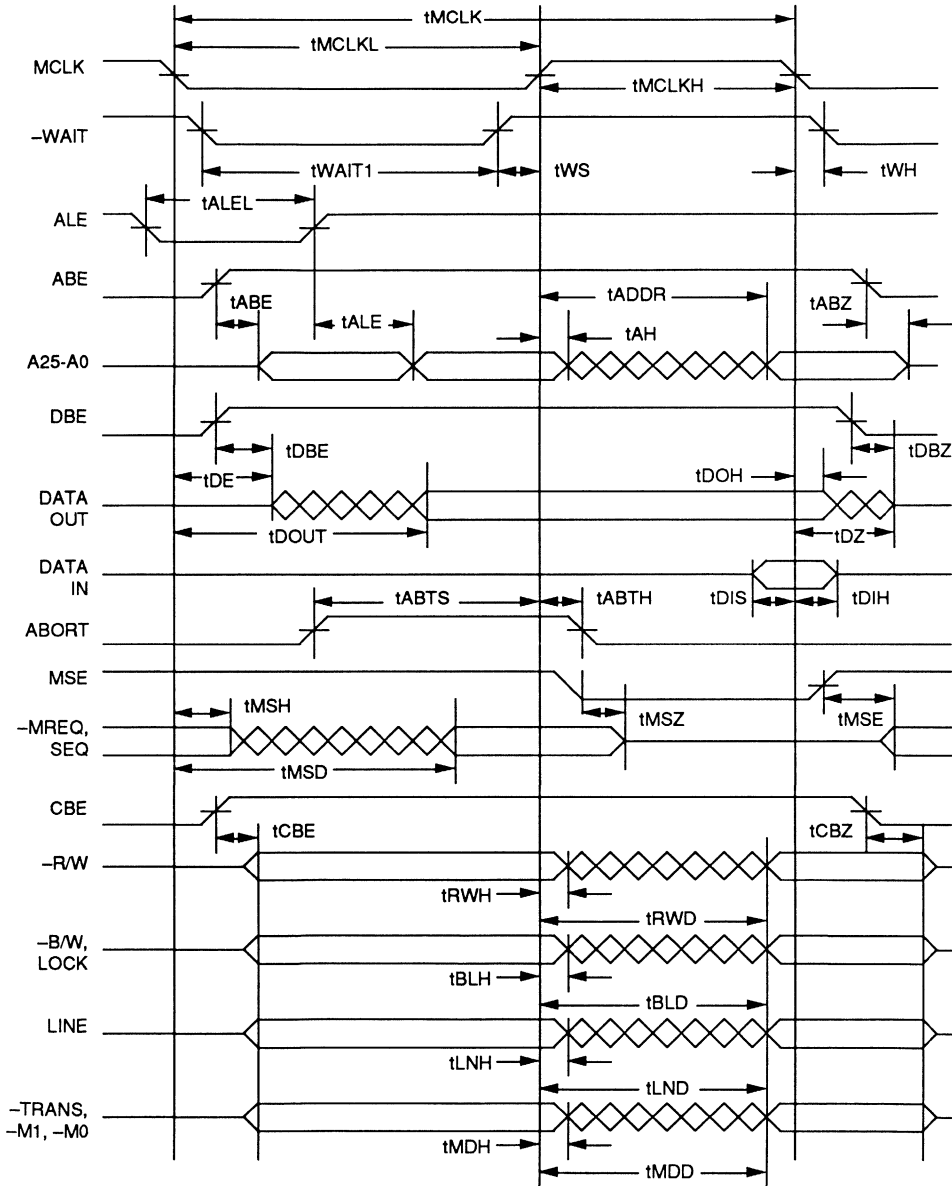 tMCLK
tMCLKL
MCLK
tMCLKH
–WAIT
tWAIT1
tWS
tWH
tALEL
ALE
ABE
tABE
tADDR
tABZ
tALE
tAH
A25-A0
DBE
tDBE
tDBZ
tDE
tDOH
DATA
OUT
tDOUT
tDZ
DATA
IN
tDIS
tDIH
tABTS
tABTH
ABORT
MSE
tMSH
tMSZ
tMSE
–MREQ,
SEQ
tMSD
CBE
tCBE
tCBZ
–R/W
tRWH
tRWD
–B/W,
LOCK
tBLH
tBLD
LINE
tLNH
tLND
–TRANS,
–M1, –M0
tMDH
tMDD